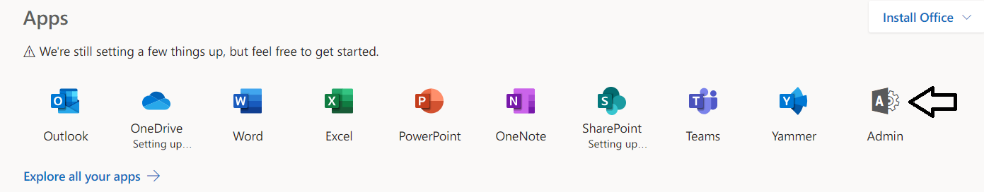 Apps
Install Office
⚠ We're still setting a few things up, but feel free to get started.
Outlook
OneDrive
Setting up...
Word
Excel
PowerPoint
OneNote
SharePoint
Setting up...
Teams
Yammer
Admin
Explore all your apps →